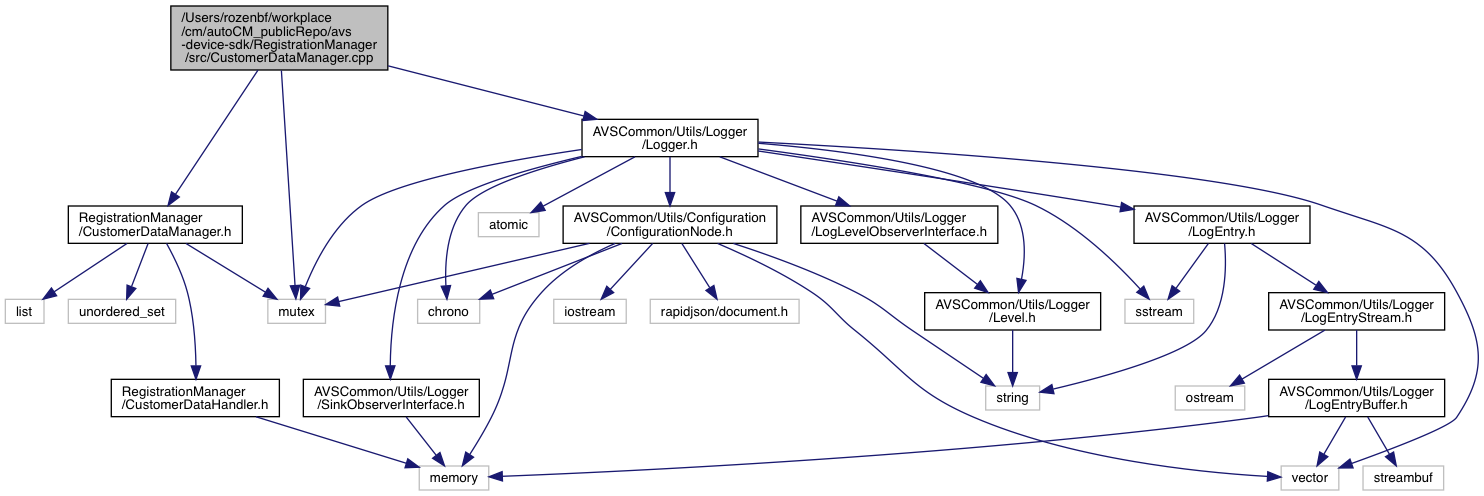 /Users/rozenbf/workplace
/cm/autoCM_publicRepo/avs
-device-sdk/RegistrationManager
/src/CustomerDataManager.cpp
AVSCommon/Utils/Logger
/Logger.h
RegistrationManager
/CustomerDataManager.h
atomic
AVSCommon/Utils/Configuration
/ConfigurationNode.h
AVSCommon/Utils/Logger
/LogLevelObserverInterface.h
AVSCommon/Utils/Logger
/LogEntry.h
list
unordered_set
mutex
chrono
iostream
rapidjson/document.h
AVSCommon/Utils/Logger
/Level.h
sstream
AVSCommon/Utils/Logger
/LogEntryStream.h
RegistrationManager
/CustomerDataHandler.h
AVSCommon/Utils/Logger
/SinkObserverInterface.h
string
ostream
AVSCommon/Utils/Logger
/LogEntryBuffer.h
memory
vector
streambuf